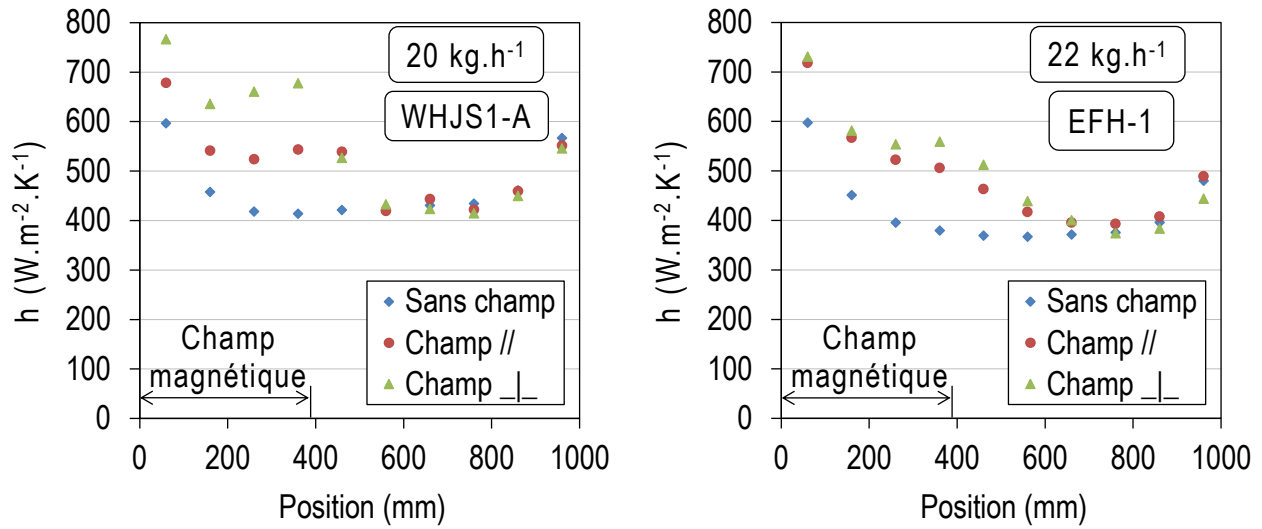 800
700
600
500
400
300
200
100
0
h (W.m-2.K-1)
20 kg.h-1
WHJS1-A
Sans champ
Champ //
Champ _|_
Champ
magnétique
0
200
400
600
800
1000
Position (mm)
800
700
600
500
400
300
200
100
0
h (W.m-2.K-1)
22 kg.h-1
EFH-1
Sans champ
Champ //
Champ _|_
Champ
magnétique
0
200
400
600
800
1000
Position (mm)